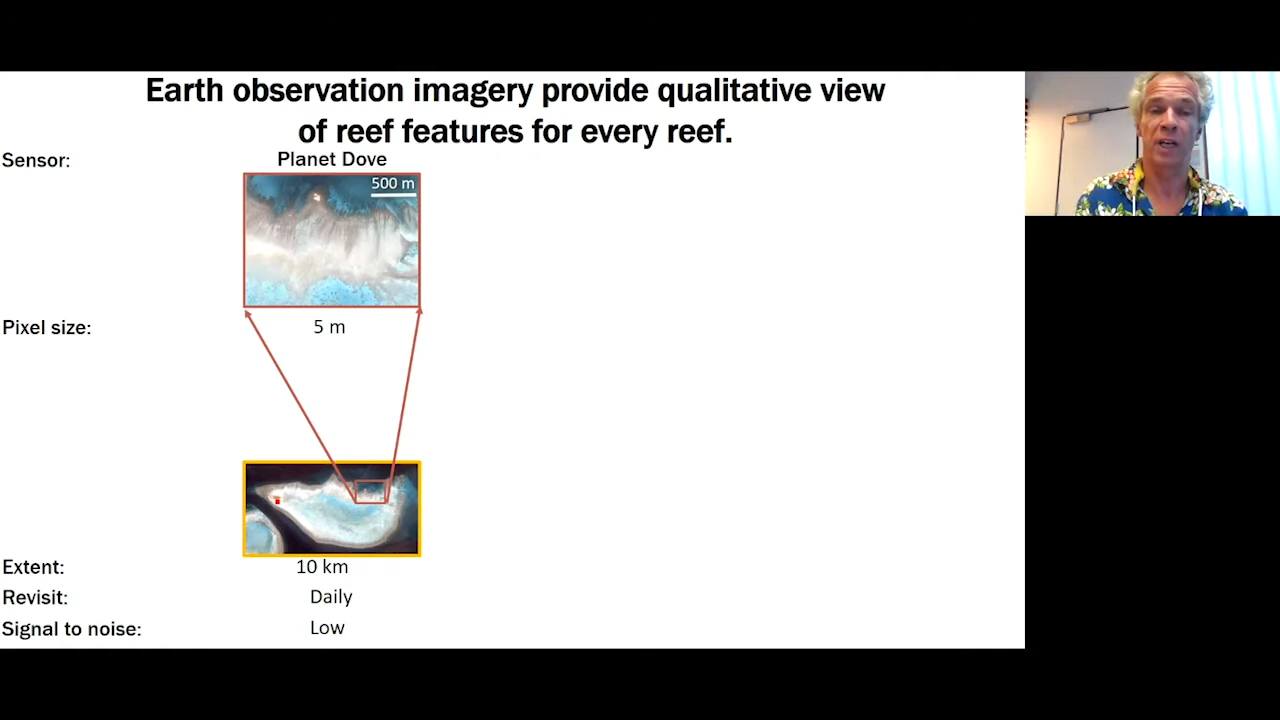 Earth observation imagery provide qualitative view
of reef features for every reef.
Sensor:
Planet Dove
500 m
Pixel size:
5 m
Extent:
10 km
Revisit:
Daily
Signal to noise:
Low